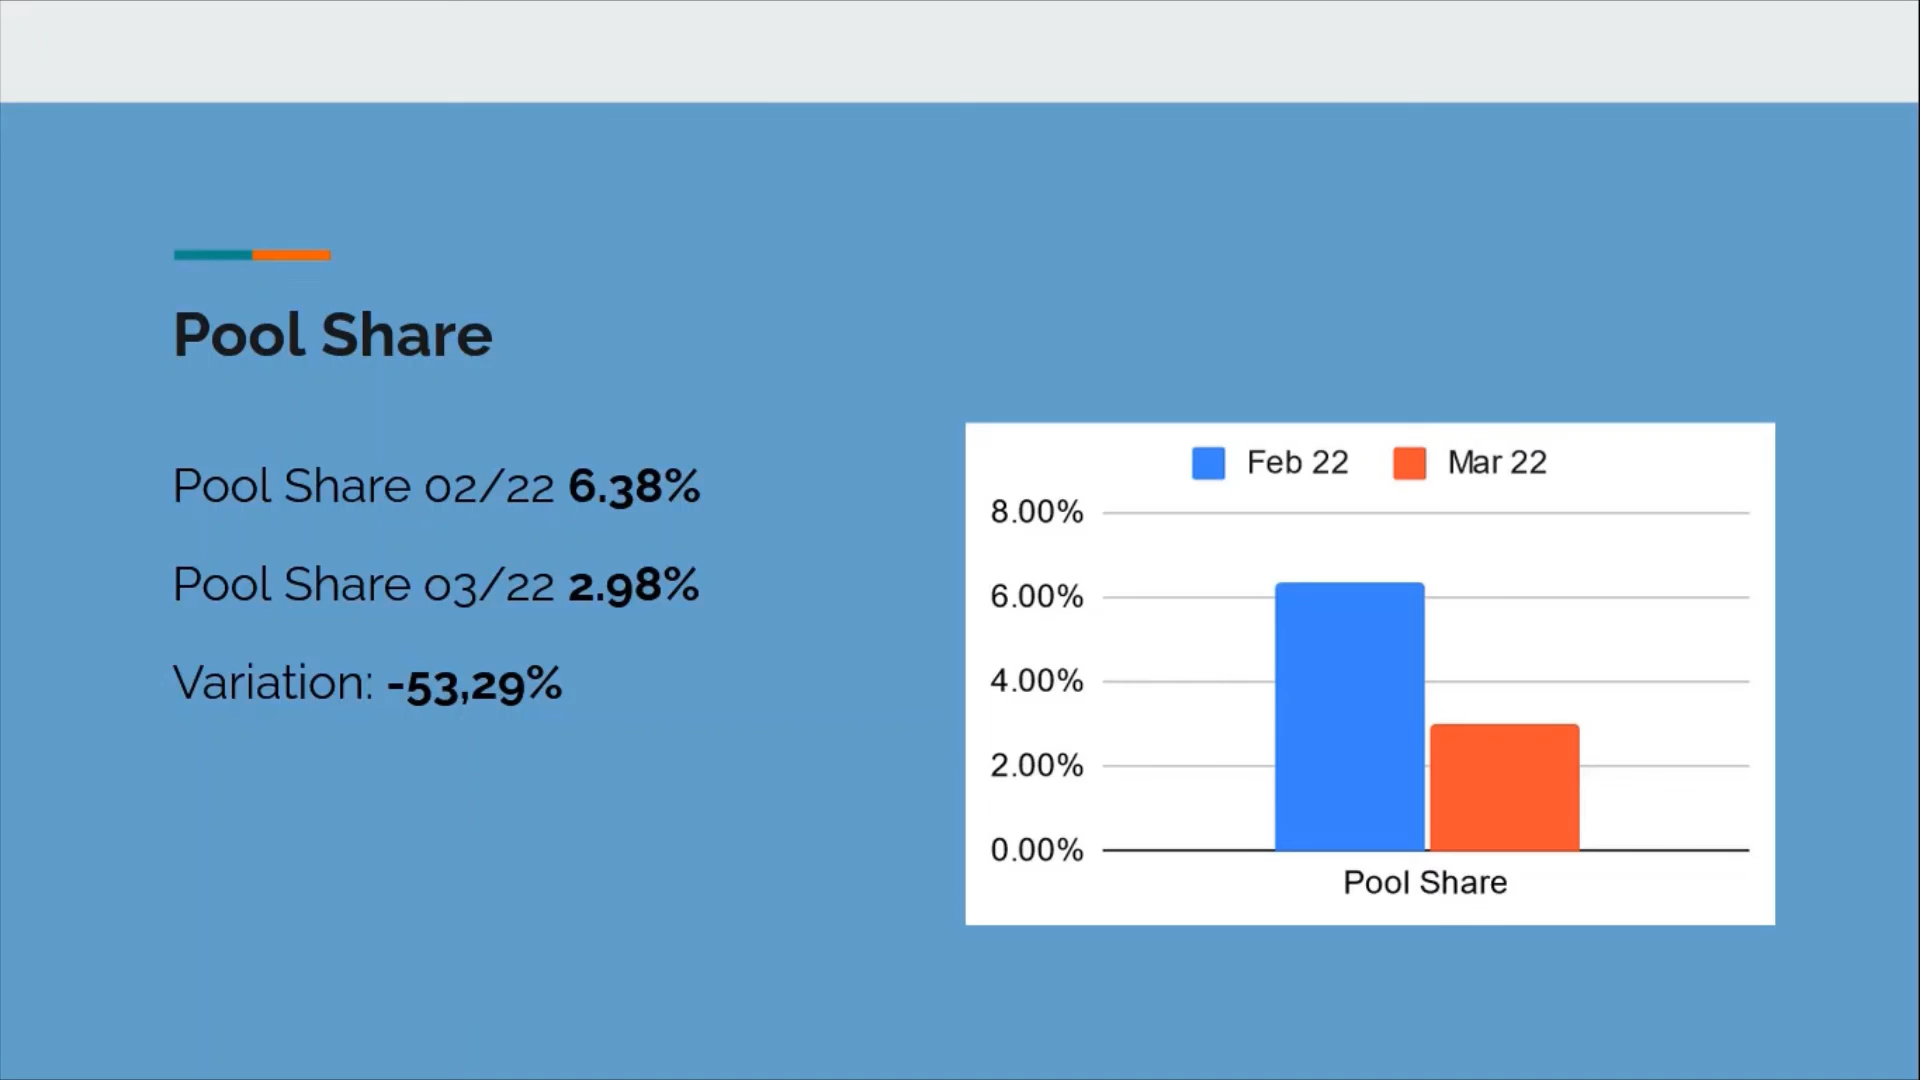 Pool Share
Pool Share 02/22 6.38%
Pool Share 03/22 2.98%
Variation: -53,29%
Feb 22 Mar 22
8.00%
6.00%
4.00%
2.00%
0.00%
Pool Share